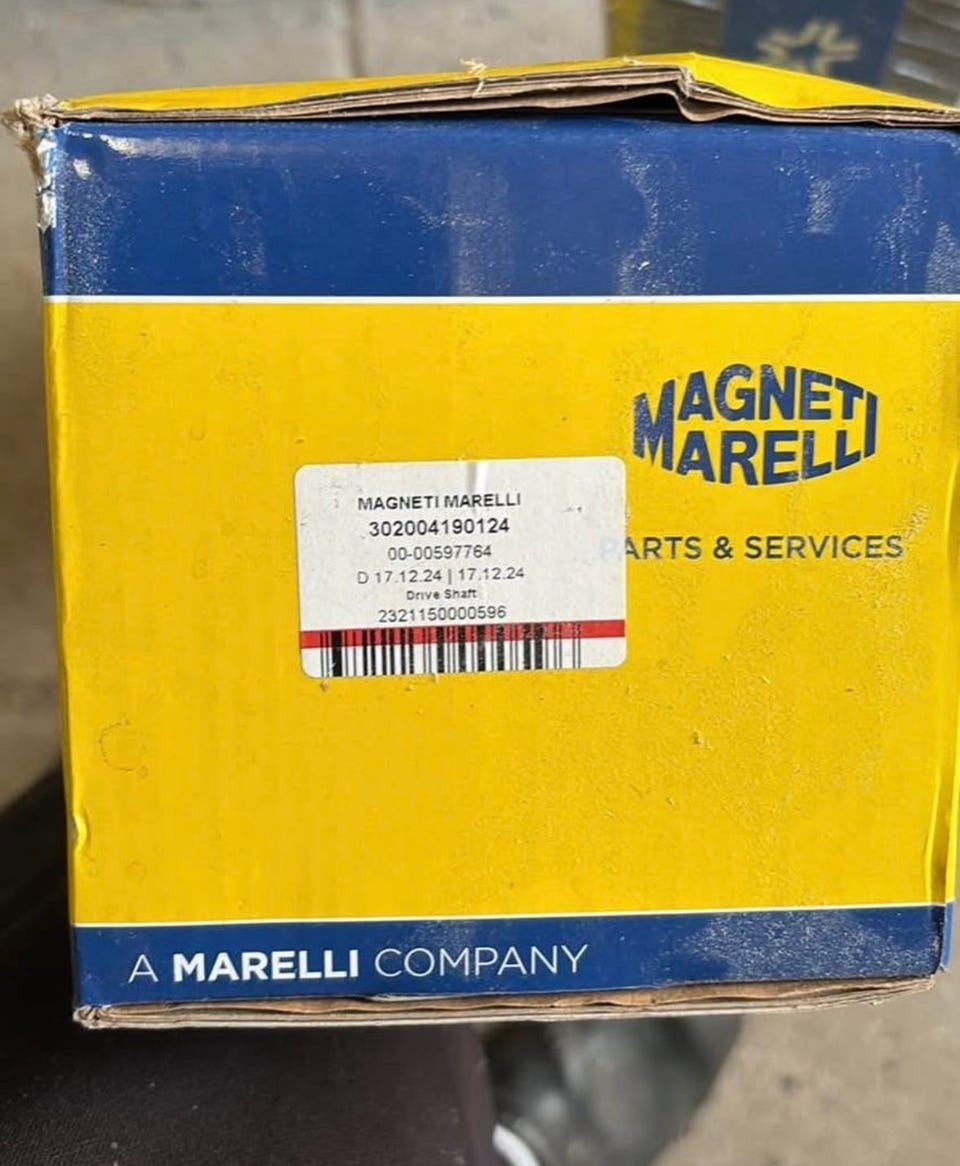 MAGNETI
MARELLI
PARTS & SERVICES
MAGNETI MARELLI
302004190124
00-00597764
D 17.12.24 | 17.12.24
Drive Shaft
2321150000596
A MARELLI COMPANY